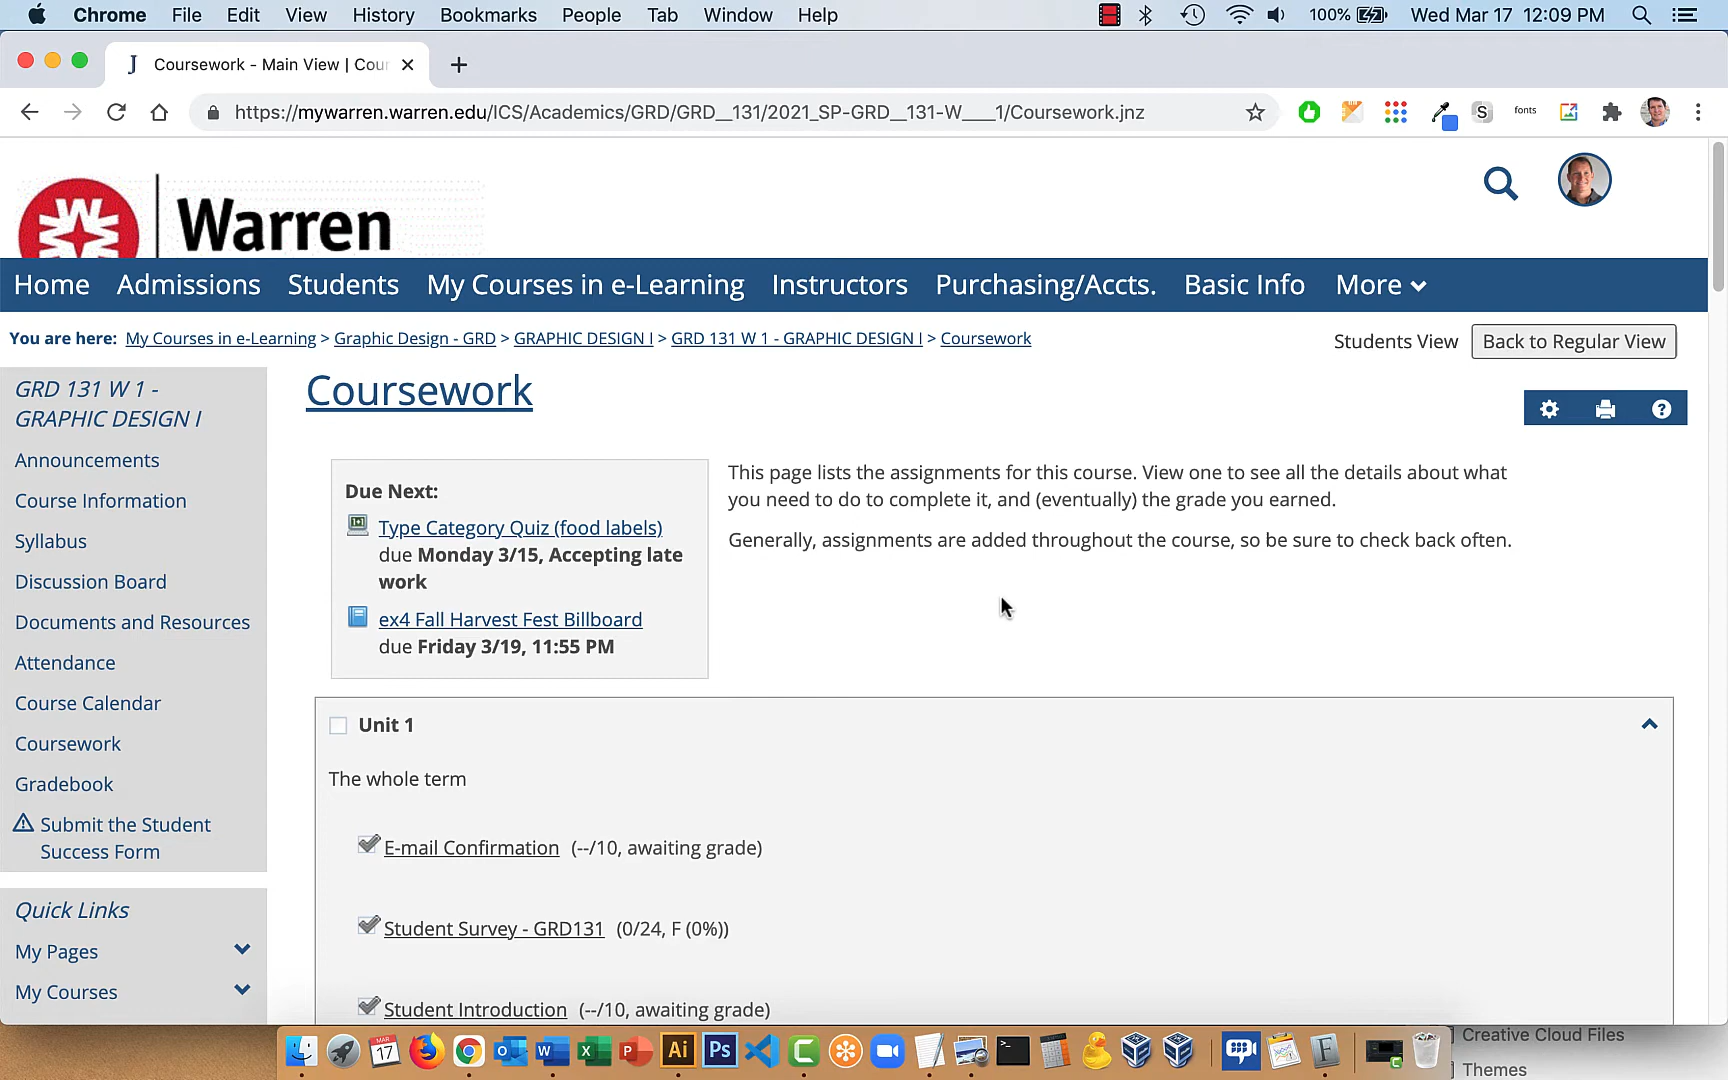 Chrome File Edit View History Bookmarks People Tab Window Help 100% Wed Mar 17 12:09 PM
Coursework - Main View | Cour
https://mywarren.warren.edu/ICS/Academics/GRD/GRD__131/2021_SP-GRD__131-W____1/Coursework.jnz
fonts
Warren
Home Admissions Students My Courses in e-Learning Instructors Purchasing/Accts. Basic Info More
You are here: My Courses in e-Learning > Graphic Design - GRD > GRAPHIC DESIGN I > GRD 131 W 1 - GRAPHIC DESIGN I > Coursework
Students View Back to Regular View
GRD 131 W 1 -
GRAPHIC DESIGN I
Announcements
Course Information
Syllabus
Discussion Board
Documents and Resources
Attendance
Course Calendar
Coursework
Gradebook
Submit the Student
Success Form
Quick Links
My Pages
My Courses
Coursework
Due Next:
Type Category Quiz (food labels)
due Monday 3/15, Accepting late
work
ex4 Fall Harvest Fest Billboard
due Friday 3/19, 11:55 PM
This page lists the assignments for this course. View one to see all the details about what
you need to do to complete it, and (eventually) the grade you earned.
Generally, assignments are added throughout the course, so be sure to check back often.
Unit 1
The whole term
E-mail Confirmation (--/10, awaiting grade)
Student Survey - GRD131 (0/24, F (0%))
Student Introduction (--/10, awaiting grade)
MAR
17
Ai
Ps
Creative Cloud Files
Themes